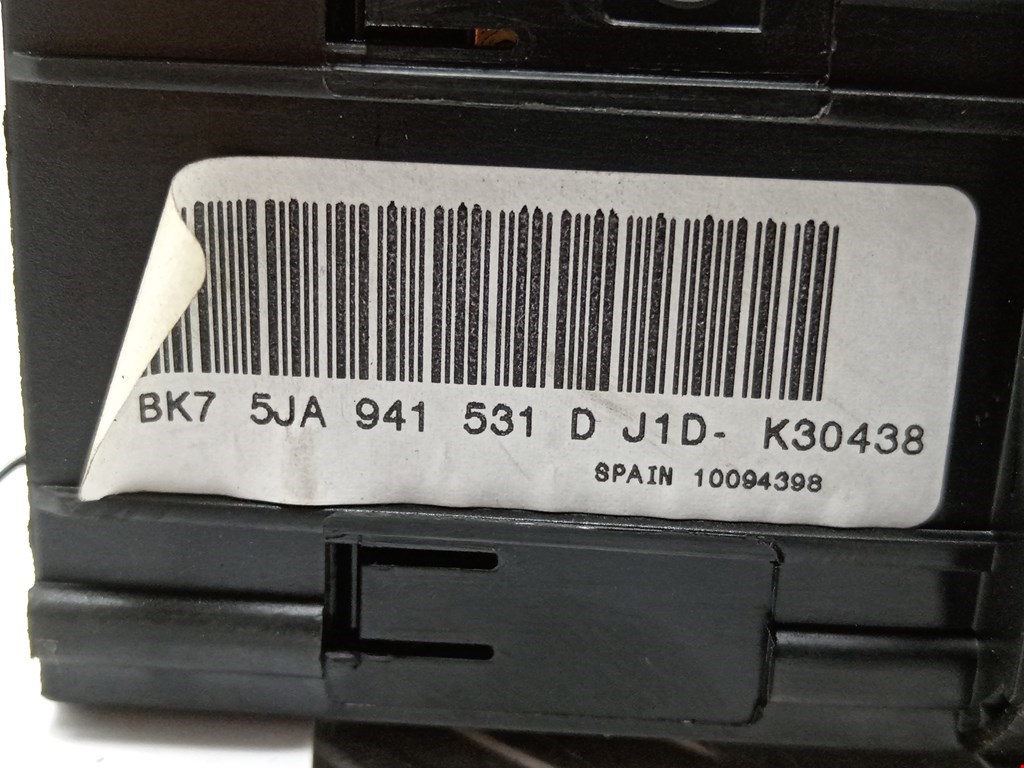 BK7 5JA 941 531 D J1D- K30438
SPAIN 10094398